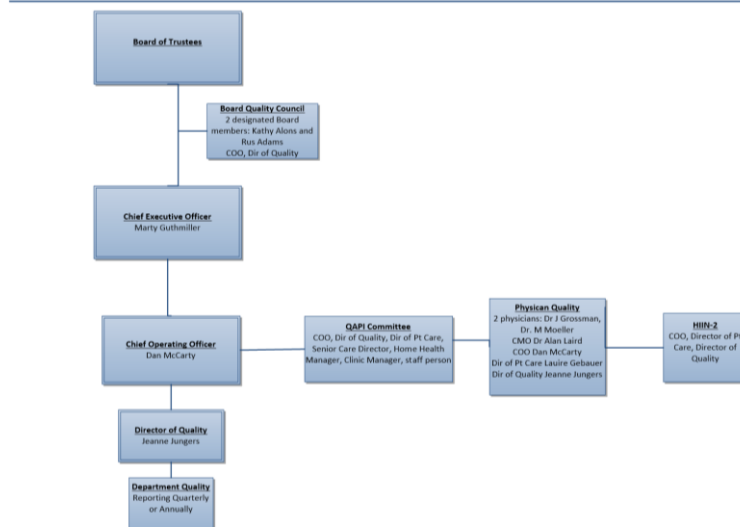 Board of Trustees
Board Quality Council
2 designated Board
members: Kathy Alons and
Rus Adams
COO, Dir of Quality
Chief Executive Officer
Marty Guthmiller
Chief Operating Officer
Dan McCarty
QAPI Committee
COO, Dir of Quality, Dir of Pt Care,
Senior Care Director, Home Health
Manager, Clinic Manager, staff person
Physican Quality
2 physicians: Dr J Grossman,
Dr. M Moeller
CMO Dr Alan Laird
COO Dan McCarty
Dir of Pt Care Lauire Gebauer
Dir of Quality Jeanne Jungers
HIIN-2
COO, Director of Pt
Care, Director of
Quality
Director of Quality
Jeanne Jungers
Department Quality
Reporting Quarterly
or Annually